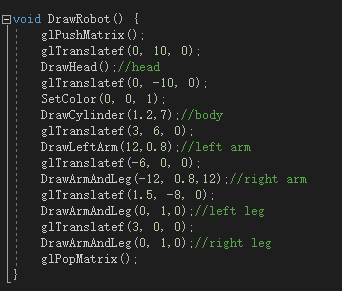 void DrawRobot() {
glPushMatrix();
glTranslatef(0, 10, 0);
DrawHead();//head
glTranslatef(0, -10, 0);
SetColor(0, 0, 1);
DrawCylinder(1.2,7);//body
glTranslatef(3, 6, 0);
DrawLeftArm(12,0.8);//left arm
glTranslatef(-6, 0, 0);
DrawArmAndLeg(-12, 0.8,12);//right arm
glTranslatef(1.5, -8, 0);
DrawArmAndLeg(0, 1,0);//left leg
glTranslatef(3, 0, 0);
DrawArmAndLeg(0, 1,0);//right leg
glPopMatrix();
}